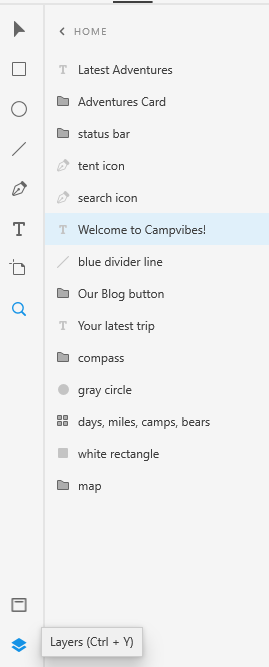 HOME
Latest Adventures
Adventures Card
status bar
tent icon
search icon
Welcome to Campvibes!
blue divider line
Our Blog button
Your latest trip
compass
gray circle
days, miles, camps, bears
white rectangle
map
Layers (Ctrl + Y)